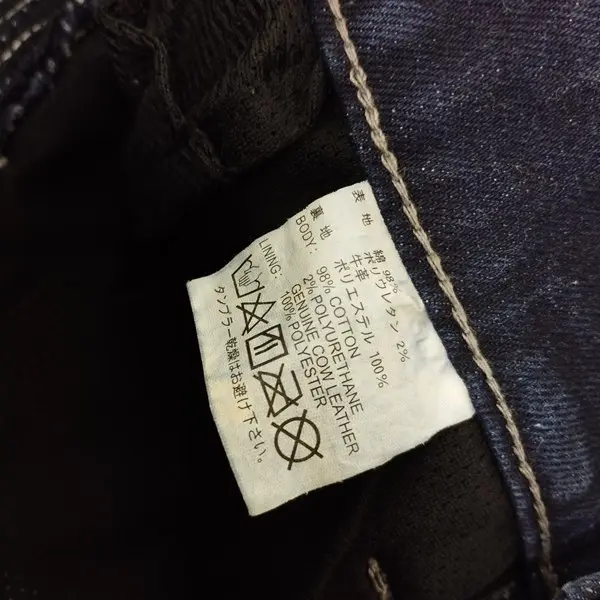 表 地 綿 98%
ポリウレタン 2%
牛革
裏 地 ポリエステル 100%
BODY: 98% COTTON
2% POLYURETHANE
GENUINE COW LEATHER
LINING: 100% POLYESTER
タンブラー乾燥はお避け下さい。